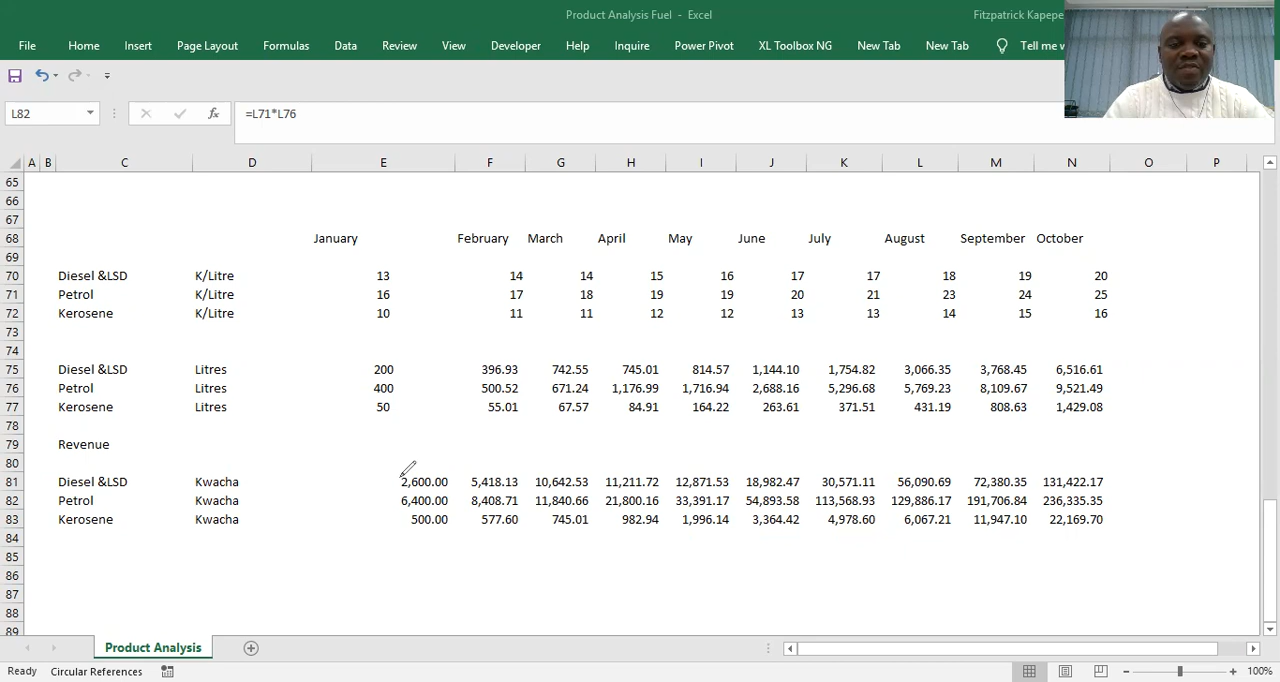 Product Analysis Fuel - Excel Fitzpatrick Kapepe
File Home Insert Page Layout Formulas Data Review View Developer Help Inquire Power Pivot XL Toolbox NG New Tab New Tab Tell me w
L82 fx =L71*L76
A B C D E F G H I J K L M N O P
65
66
67
68 January February March April May June July August September October
69
70 Diesel &LSD K/Litre 13 14 14 15 16 17 17 18 19 20
71 Petrol K/Litre 16 17 18 19 19 20 21 23 24 25
72 Kerosene K/Litre 10 11 11 12 12 13 13 14 15 16
73
74
75 Diesel &LSD Litres 200 396.93 742.55 745.01 814.57 1,144.10 1,754.82 3,066.35 3,768.45 6,516.61
76 Petrol Litres 400 500.52 671.24 1,176.99 1,716.94 2,688.16 5,296.68 5,769.23 8,109.67 9,521.49
77 Kerosene Litres 50 55.01 67.57 84.91 164.22 263.61 371.51 431.19 808.63 1,429.08
78
79 Revenue
80
81 Diesel &LSD Kwacha 2,600.00 5,418.13 10,642.53 11,211.72 12,871.53 18,982.47 30,571.11 56,090.69 72,380.35 131,422.17
82 Petrol Kwacha 6,400.00 8,408.71 11,840.66 21,800.16 33,391.17 54,893.58 113,568.93 129,886.17 191,706.84 236,335.35
83 Kerosene Kwacha 500.00 577.60 745.01 982.94 1,996.14 3,364.42 4,978.60 6,067.21 11,947.10 22,169.70
84
85
86
87
88
89
Product Analysis
Ready Circular References 100%